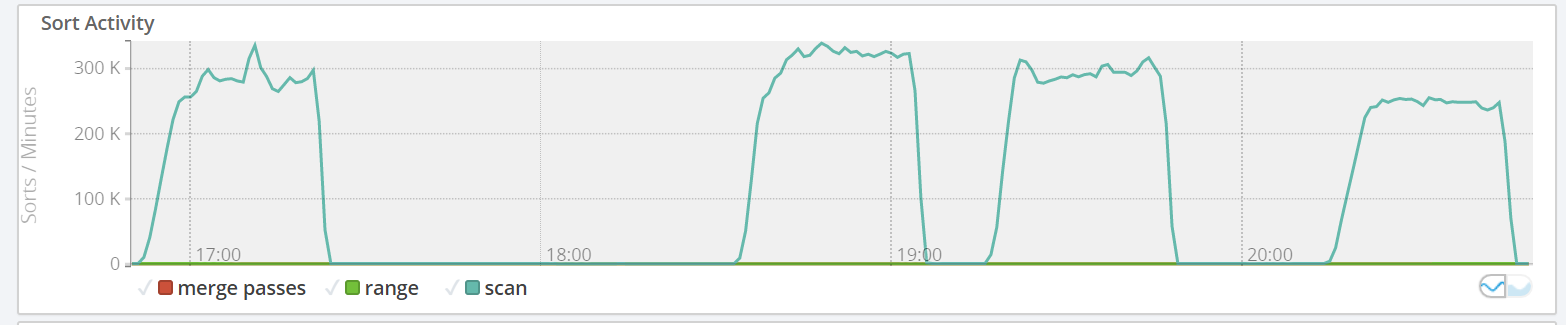 Sort Activity
Sorts / Minutes
300 K
200 K
100 K
0
17:00 18:00 19:00 20:00
merge passes range scan